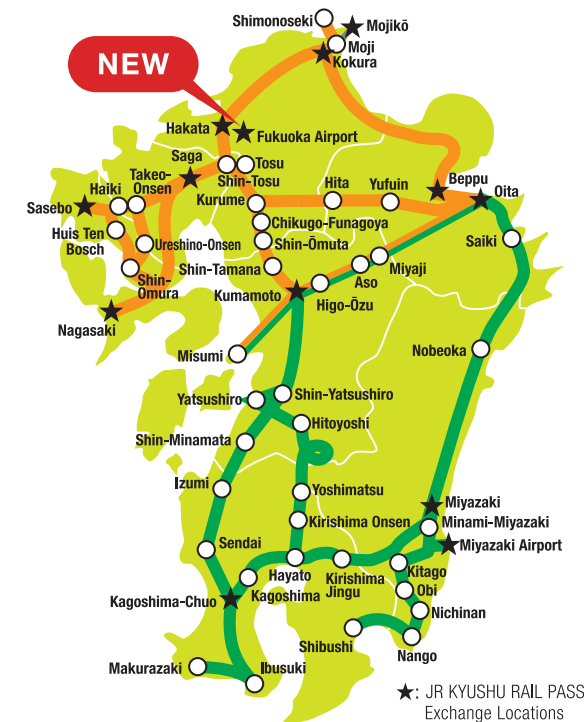 Shimonoseki
Mojikō
Moji
Kokura
NEW
Hakata
Fukuoka Airport
Saga
Tosu
Takeo-
Onsen
Shin-Tosu
Beppu
Haiki
Kurume
Hita
Yufuin
Oita
Sasebo
Chikugo-Funagoya
Huis Ten
Bosch
Ureshino-Onsen
Shin-Ōmuta
Saiki
Shin-Tamana
Miyaji
Shin-
Omura
Aso
Kumamoto
Higo-Ōzu
Nagasaki
Misumi
Nobeoka
Yatsushiro
Shin-Yatsushiro
Hitoyoshi
Shin-Minamata
Izumi
Yoshimatsu
Miyazaki
Kirishima Onsen
Minami-Miyazaki
Sendai
Miyazaki Airport
Hayato
Kirishima
Jingu
Kitago
Kagoshima
Obi
Kagoshima-Chuo
Nichinan
Shibushi
Nango
Makurazaki
Ibusuki
★: JR KYUSHU RAIL PASS
Exchange Locations